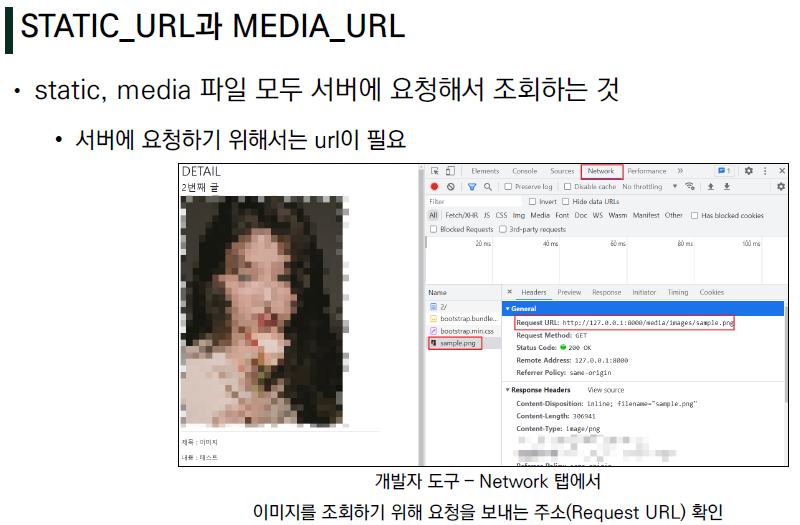 STATIC_URL과 MEDIA_URL
• static, media 파일 모두 서버에 요청해서 조회하는 것
• 서버에 요청하기 위해서는 url이 필요
DETAIL
2번째 글
제목 : 이미지
내용 : 테스트
Elements Console Sources Network Performance » 1
Preserve log Disable cache No throttling
Filter Invert Hide data URLs
All Fetch/XHR JS CSS Img Media Font Doc WS Wasm Manifest Other Has blocked cookies
Blocked Requests 3rd-party requests
20 ms 40 ms 60 ms 80 ms 100 ms
Name
2/
bootstrap.bundle...
bootstrap.min.css
sample.png
× Headers Preview Response Initiator Timing Cookies
▼ General
Request URL: http://127.0.0.1:8000/media/images/sample.png
Request Method: GET
Status Code: 200 OK
Remote Address: 127.0.0.1:8000
Referrer Policy: same-origin
▼ Response Headers View source
Content-Disposition: inline; filename="sample.png"
Content-Length: 306941
Content-Type: image/png
개발자 도구 – Network 탭에서
이미지를 조회하기 위해 요청을 보내는 주소(Request URL) 확인